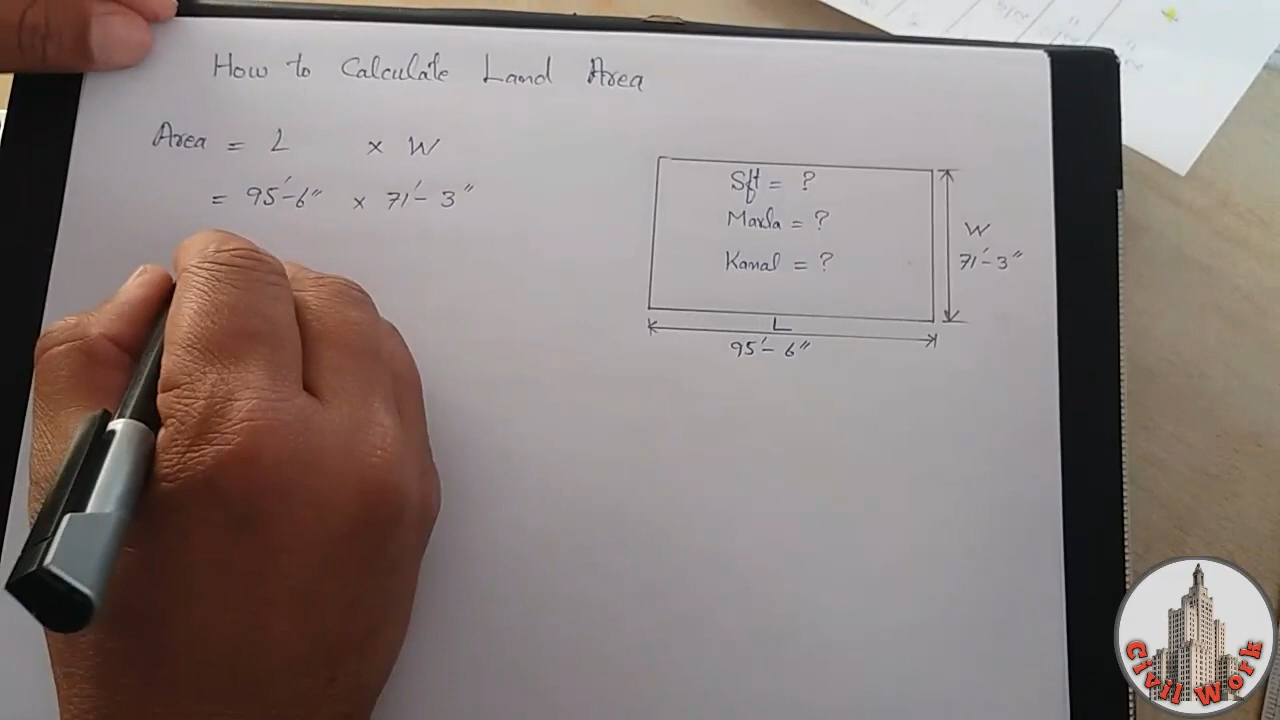 How to Calculate Land Area
Area = L × W
= 95'-6" × 71'-3"
Sft = ?
Marla = ?
Kanal = ?
W
71'-3"
L
95'-6"
Civil Work